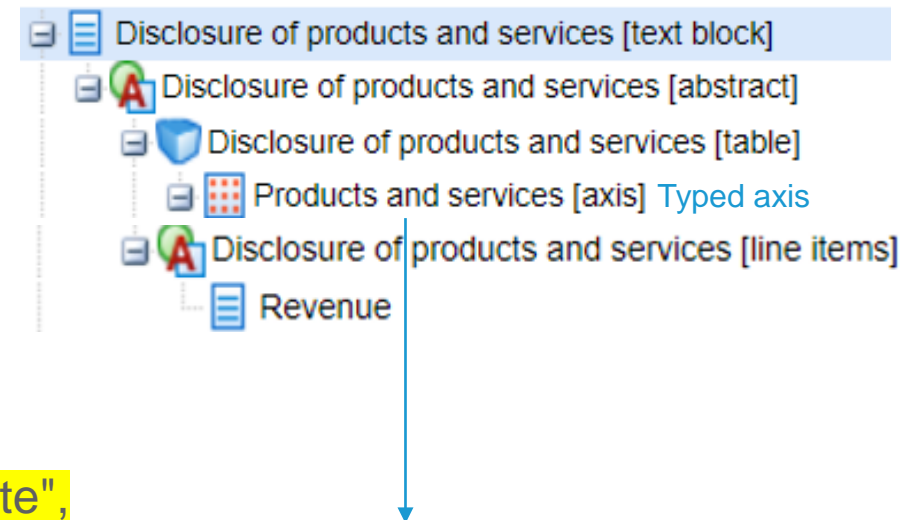 Disclosure of products and services [text block]
Disclosure of products and services [abstract]
Disclosure of products and services [table]
Products and services [axis] Typed axis
Disclosure of products and services [line items]
Revenue
te",